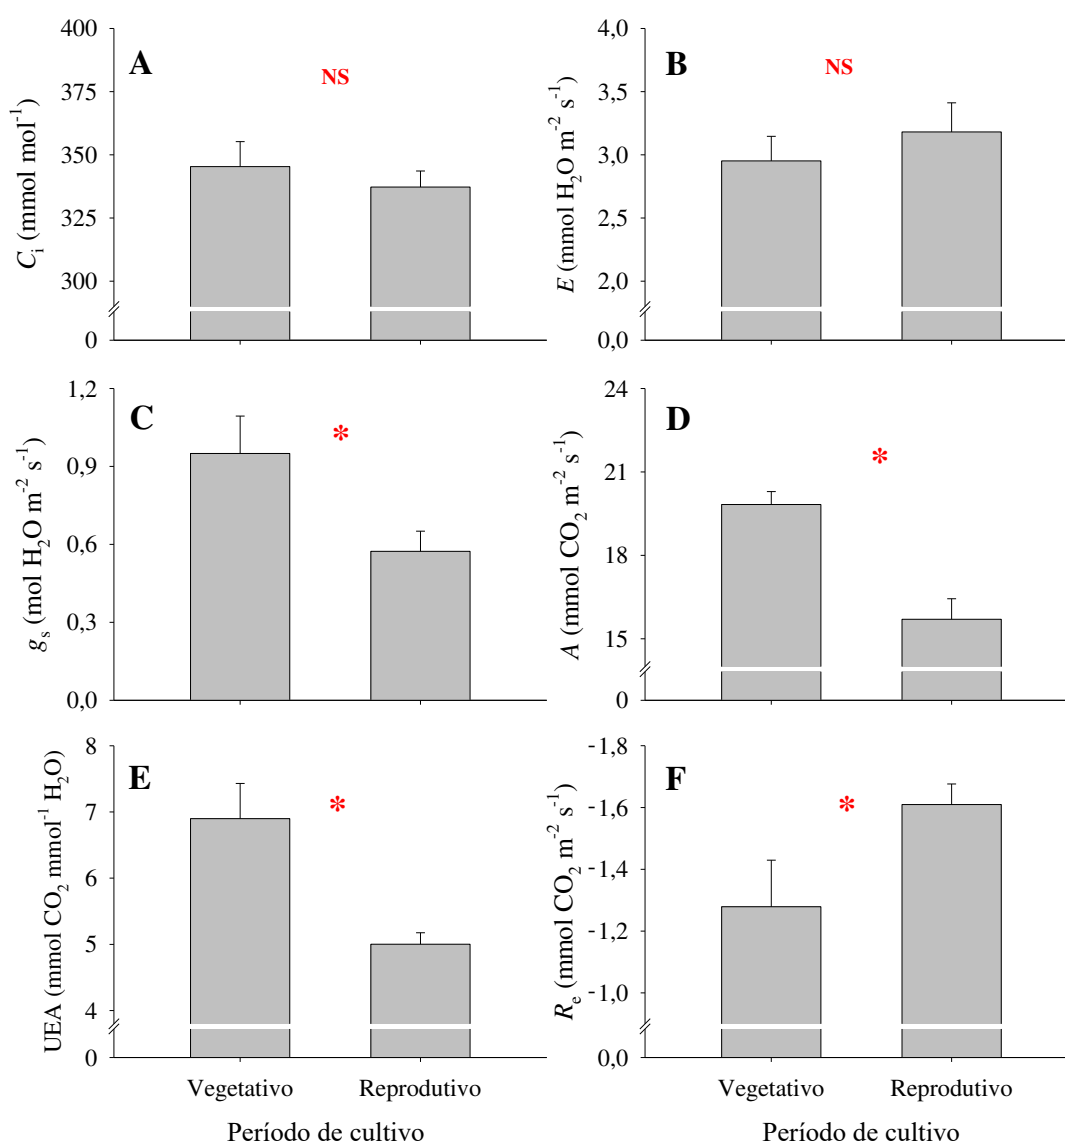 A
NS
400
375
350
325
300
0
Cᵢ (mmol mol⁻¹)
B
NS
4,0
3,5
3,0
2,5
2,0
0,0
E (mmol H₂O m⁻² s⁻¹)
C
*
1,2
0,9
0,6
0,3
0,0
gₛ (mol H₂O m⁻² s⁻¹)
D
*
24
21
18
15
0
A (mmol CO₂ m⁻² s⁻¹)
E
*
8
7
6
5
4
0
UEA (mmol CO₂ mmol⁻¹ H₂O)
Vegetativo Reprodutivo
Período de cultivo
F
*
-1,8
-1,6
-1,4
-1,2
-1,0
0,0
Rₑ (mmol CO₂ m⁻² s⁻¹)
Vegetativo Reprodutivo
Período de cultivo